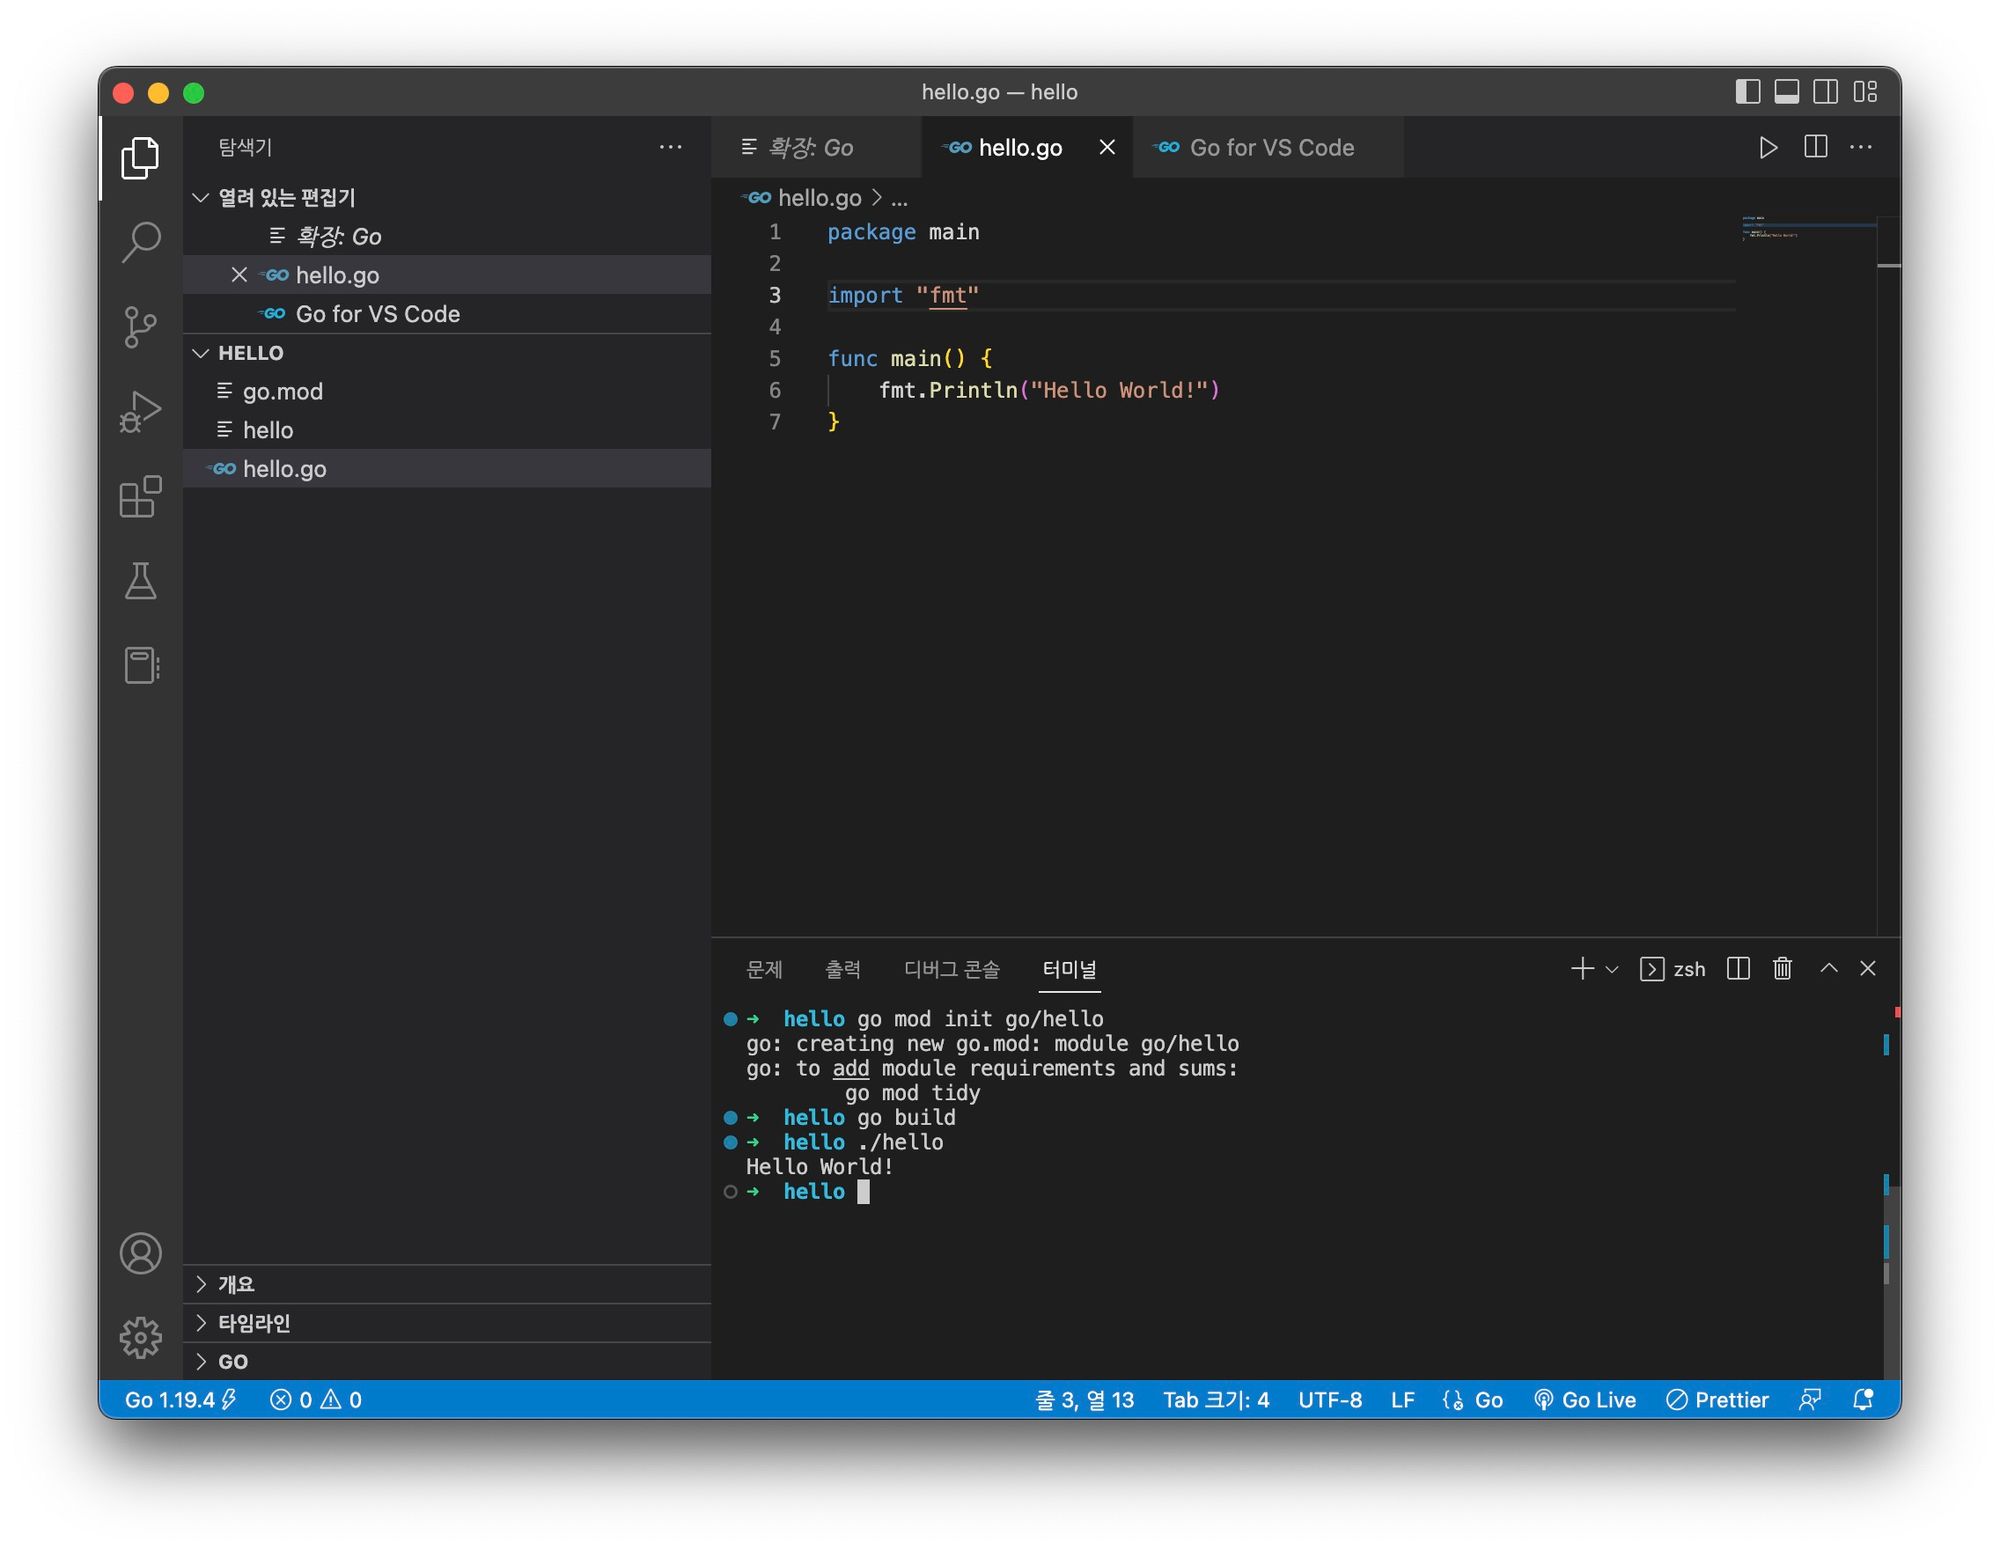 hello.go — hello
탐색기
열려 있는 편집기
확장: Go
hello.go
Go for VS Code
HELLO
go.mod
hello
GO hello.go
개요
타임라인
GO
확장: Go
GO hello.go
GO Go for VS Code
GO hello.go > ...
1 package main
2
3 import "fmt"
4
5 func main() {
6 fmt.Println("Hello World!")
7 }
문제 출력 디버그 콘솔 터미널
zsh
➜ hello go mod init go/hello
go: creating new go.mod: module go/hello
go: to add module requirements and sums:
go mod tidy
➜ hello go build
➜ hello ./hello
Hello World!
➜ hello
Go 1.19.4 0 0 줄 3, 열 13 Tab 크기: 4 UTF-8 LF Go Go Live Prettier